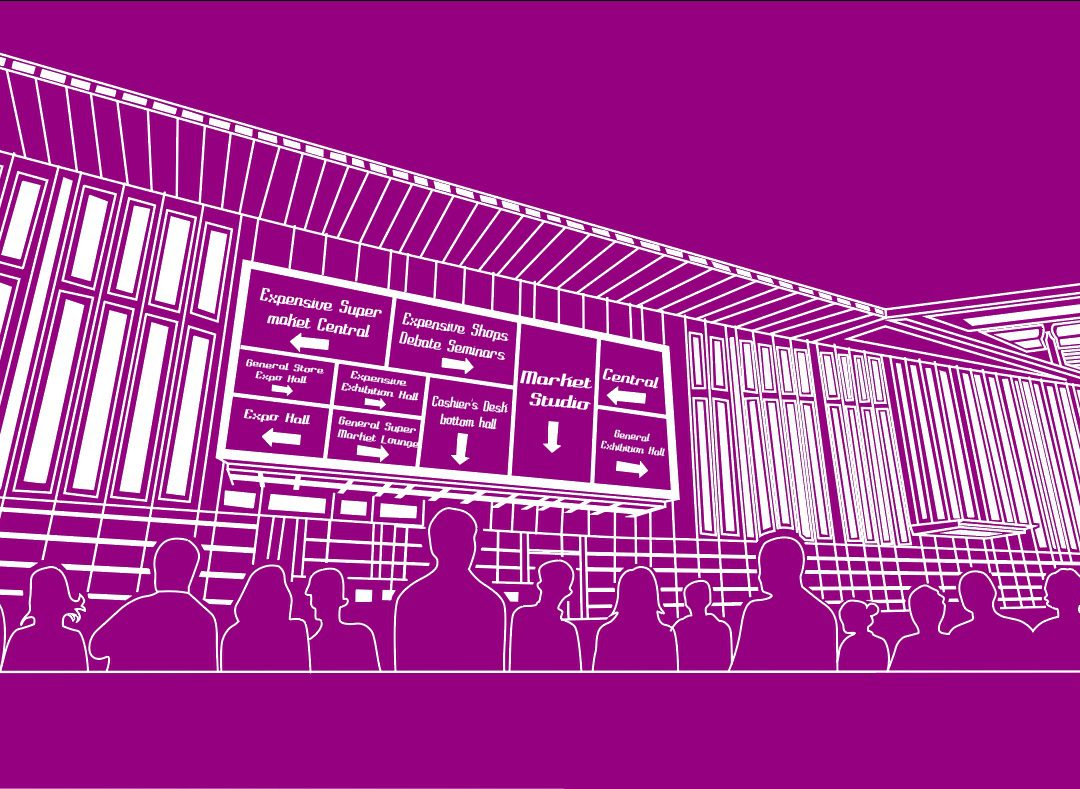 Expensive Super
maket Central
Expensive Shops
Debate Seminars
Market
Studio
Central
General Store
Expo Hall
Expensive
Exhibition Hall
Cashier's Desk
bottom hall
Expo Hall
General Super
Market Lounge
General
Exhibition Hall